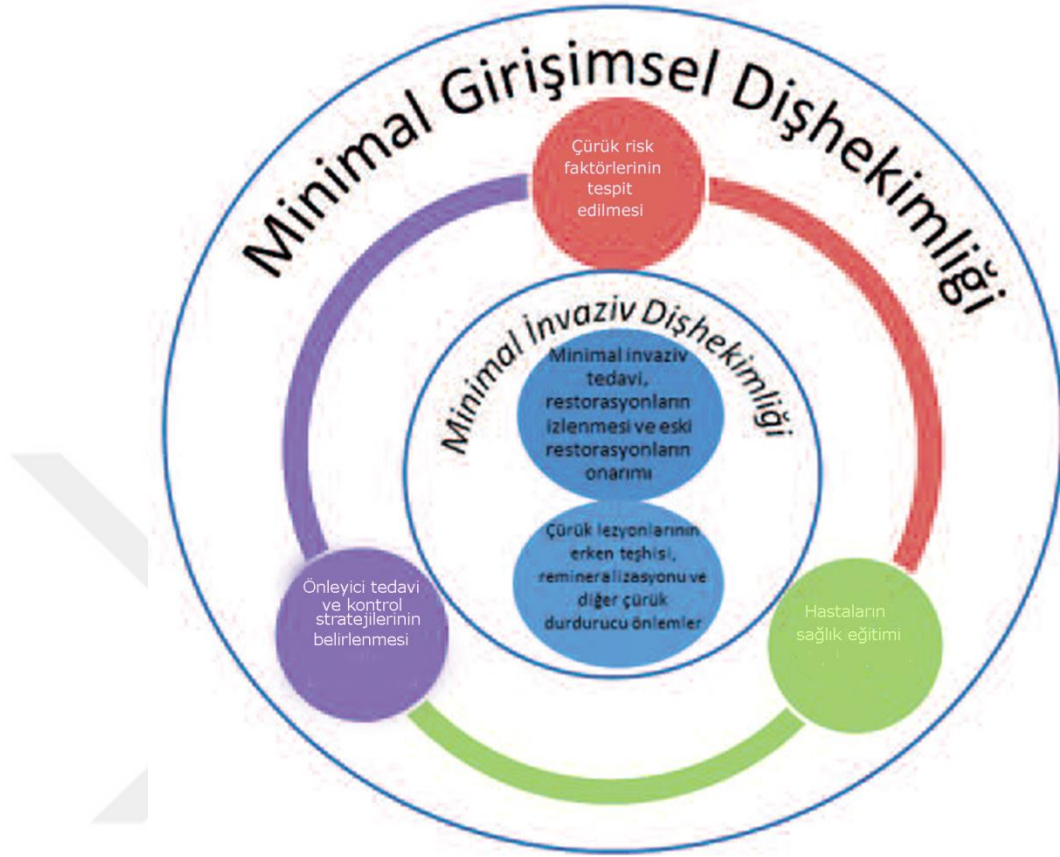 Minimal Girişimsel Dişhekimliği
Çürük risk
faktörlerinin
tespit
edilmesi
Minimal İnvaziv Dişhekimliği
Minimal invaziv
tedavi,
restorasyonların
izlenmesi ve eski
restorasyonların
onarımı
Çürük lezyonlarının
erken teşhisi,
remineralizasyonu ve
diğer çürük
durdurucu önlemler
Önleyici tedavi
ve kontrol
stratejilerinin
belirlenmesi
Hastaların
sağlık eğitimi